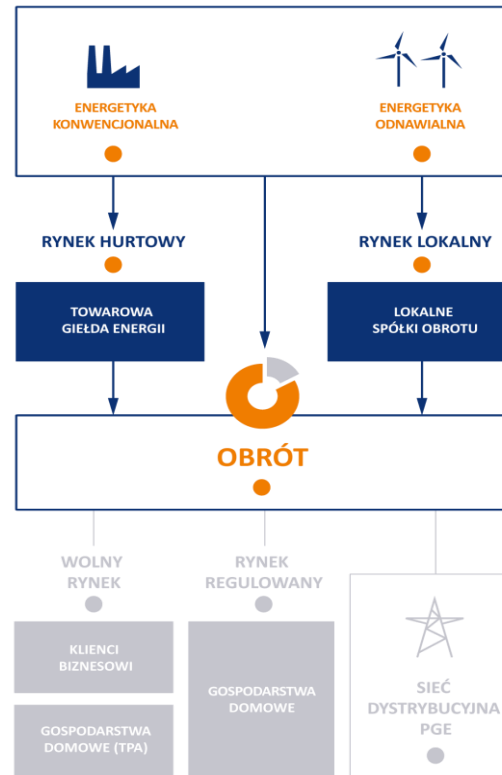 ENERGETYKA
KONWENCJONALNA
ENERGETYKA
ODNAWIALNA
RYNEK HURTOWY
RYNEK LOKALNY
TOWAROWA
GIEŁDA ENERGII
LOKALNE
SPÓŁKI OBROTU
OBRÓT
WOLNY
RYNEK
RYNEK
REGULOWANY
KLIENCI
BIZNESOWI
GOSPODARSTWA
DOMOWE (TPA)
GOSPODARSTWA
DOMOWE
SIEĆ
DYSTRYBUCYJNA
PGE